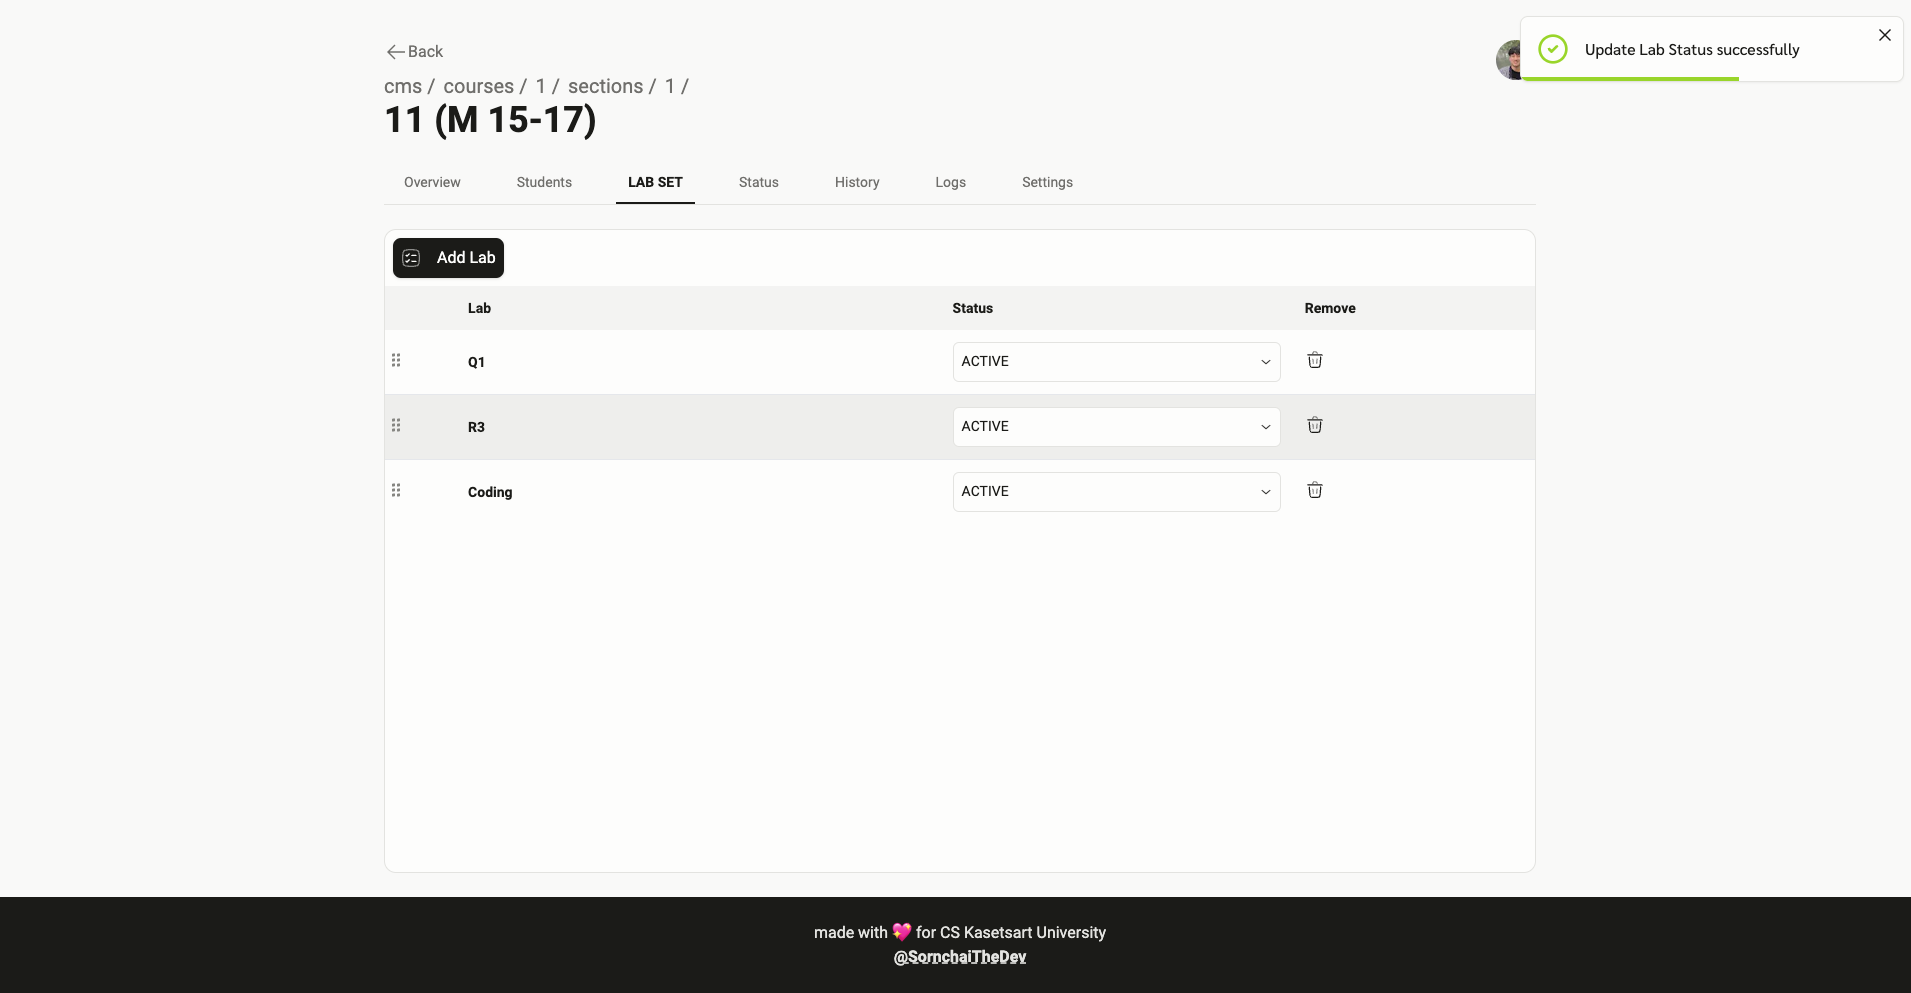 Back
Update Lab Status successfully
cms / courses / 1 / sections / 1 /
11 (M 15-17)
Overview Students LAB SET Status History Logs Settings
Add Lab
Lab Status Remove
Q1 ACTIVE
R3 ACTIVE
Coding ACTIVE
made with 💖 for CS Kasetsart University
@SornchaiTheDev